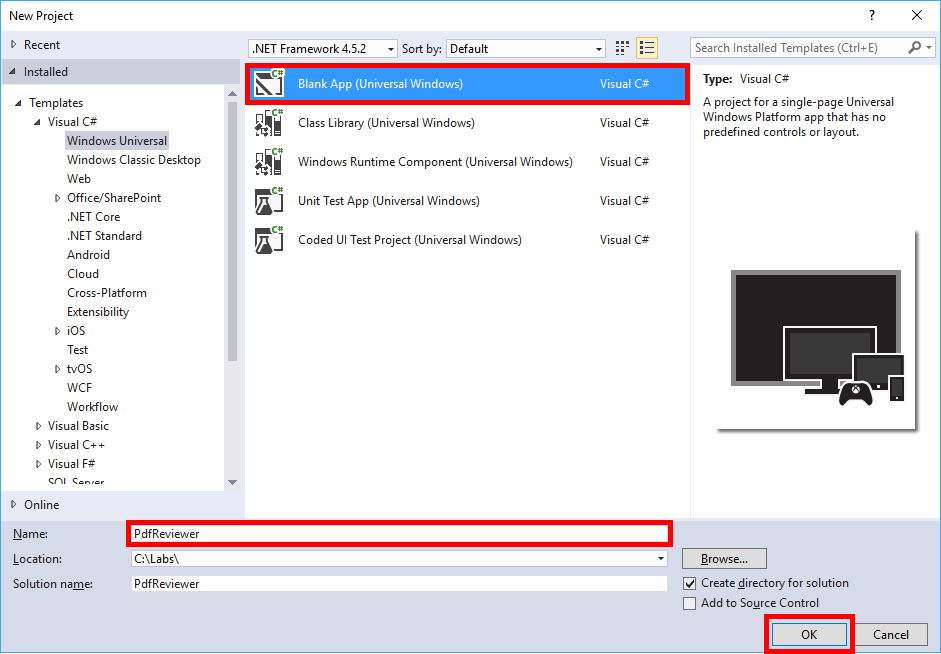 New Project
?
Recent
.NET Framework 4.5.2
Sort by:
Default
Search Installed Templates (Ctrl+E)
Installed
Templates
Visual C#
Windows Universal
Windows Classic Desktop
Web
Office/SharePoint
.NET Core
.NET Standard
Android
Cloud
Cross-Platform
Extensibility
iOS
Test
tvOS
WCF
Workflow
Visual Basic
Visual C++
Visual F#
SQL Server
Online
C#
Blank App (Universal Windows)
Visual C#
C#
Class Library (Universal Windows)
Visual C#
C#
Windows Runtime Component (Universal Windows)
Visual C#
C#
Unit Test App (Universal Windows)
Visual C#
C#
Coded UI Test Project (Universal Windows)
Visual C#
Type: Visual C#
A project for a single-page Universal
Windows Platform app that has no
predefined controls or layout.
Name:
PdfReviewer
Location:
C:\Labs\
Browse...
Solution name:
PdfReviewer
Create directory for solution
Add to Source Control
OK
Cancel